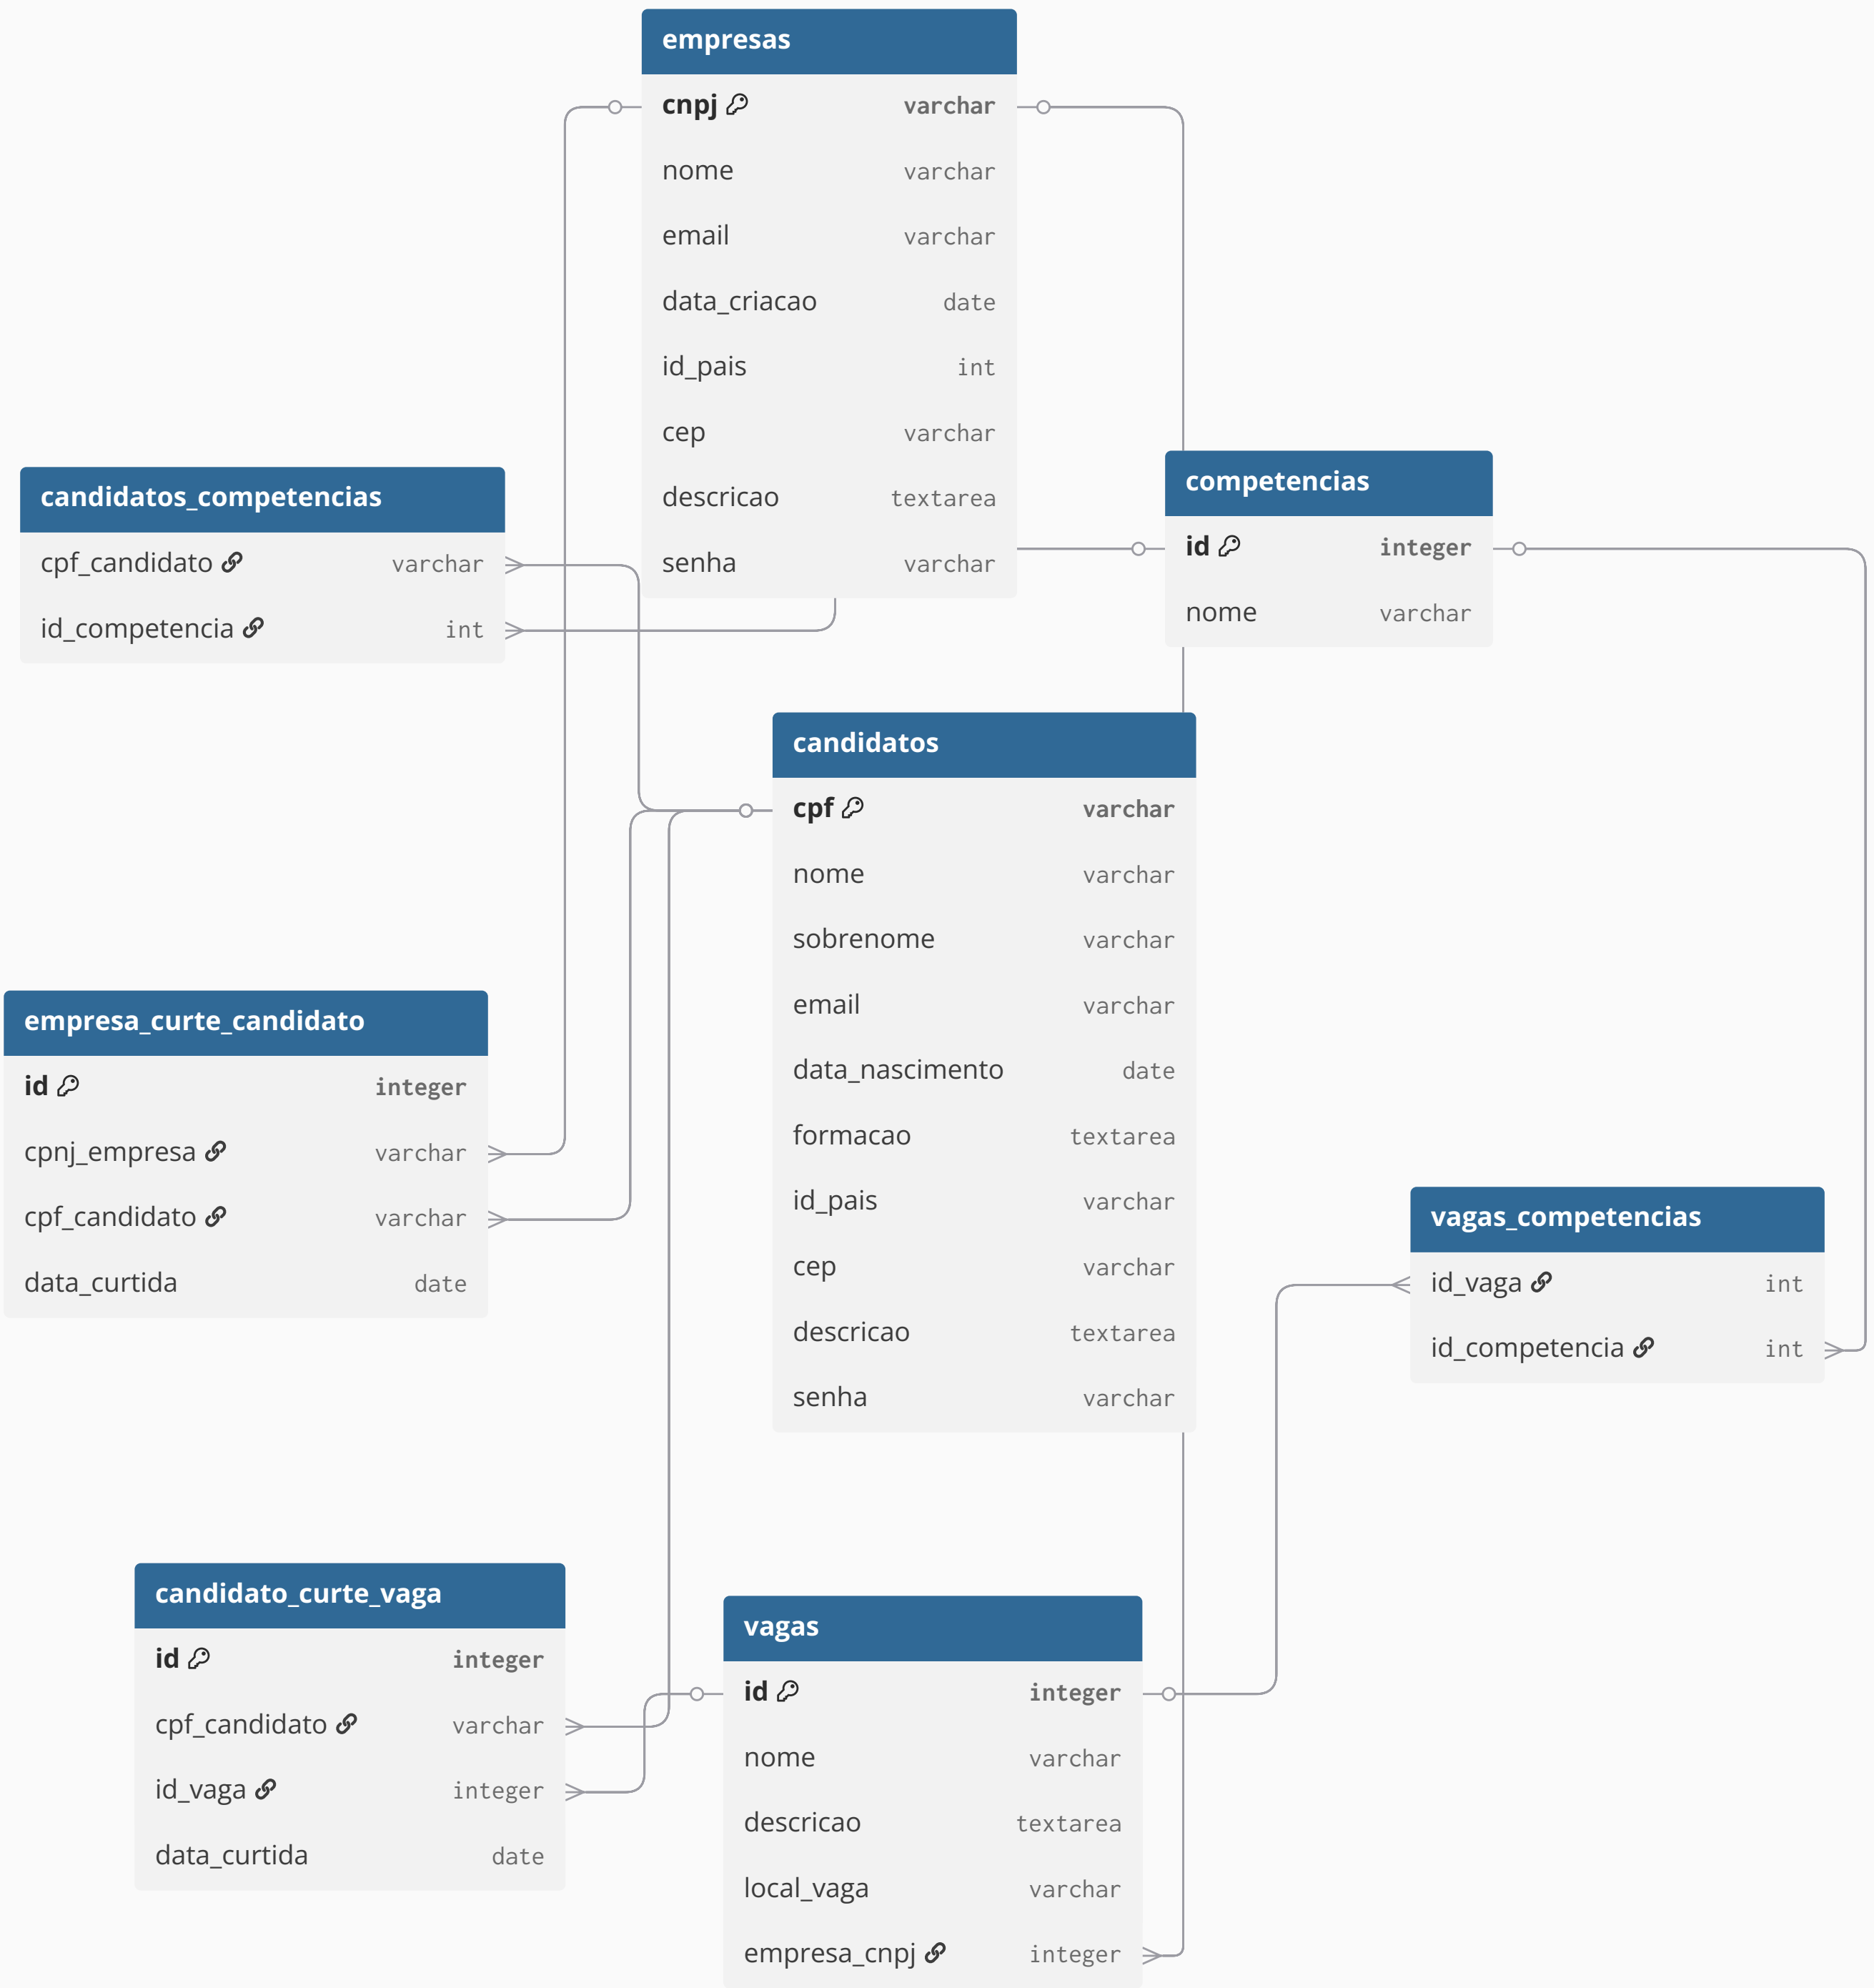 empresas
cnpj varchar
nome varchar
email varchar
data_criacao date
id_pais int
cep varchar
descricao textarea
senha varchar
candidatos_competencias
cpf_candidato varchar
id_competencia int
competencias
id integer
nome varchar
candidatos
cpf varchar
nome varchar
sobrenome varchar
email varchar
data_nascimento date
formacao textarea
id_pais varchar
cep varchar
descricao textarea
senha varchar
empresa_curte_candidato
id integer
cpnj_empresa varchar
cpf_candidato varchar
data_curtida date
vagas_competencias
id_vaga int
id_competencia int
candidato_curte_vaga
id integer
cpf_candidato varchar
id_vaga integer
data_curtida date
vagas
id integer
nome varchar
descricao textarea
local_vaga varchar
empresa_cnpj integer